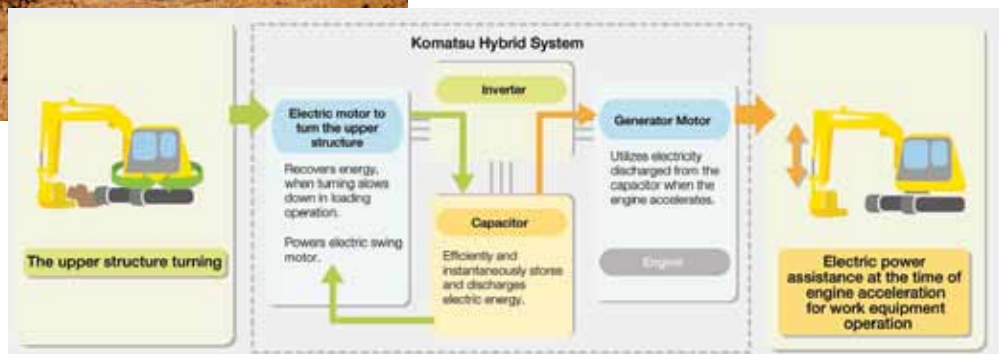 Komatsu Hybrid System
The upper structure turning
Electric motor to
turn the upper
structure
Recovers energy,
when turning slows
down in loading
operation.
Powers electric swing
motor.
Inverter
Capacitor
Efficiently and
instantaneously stores
and discharges
electric energy.
Generator Motor
Utilizes electricity
discharged from the
capacitor when the
engine accelerates.
Engine
Electric power
assistance at the time of
engine acceleration
for work equipment
operation